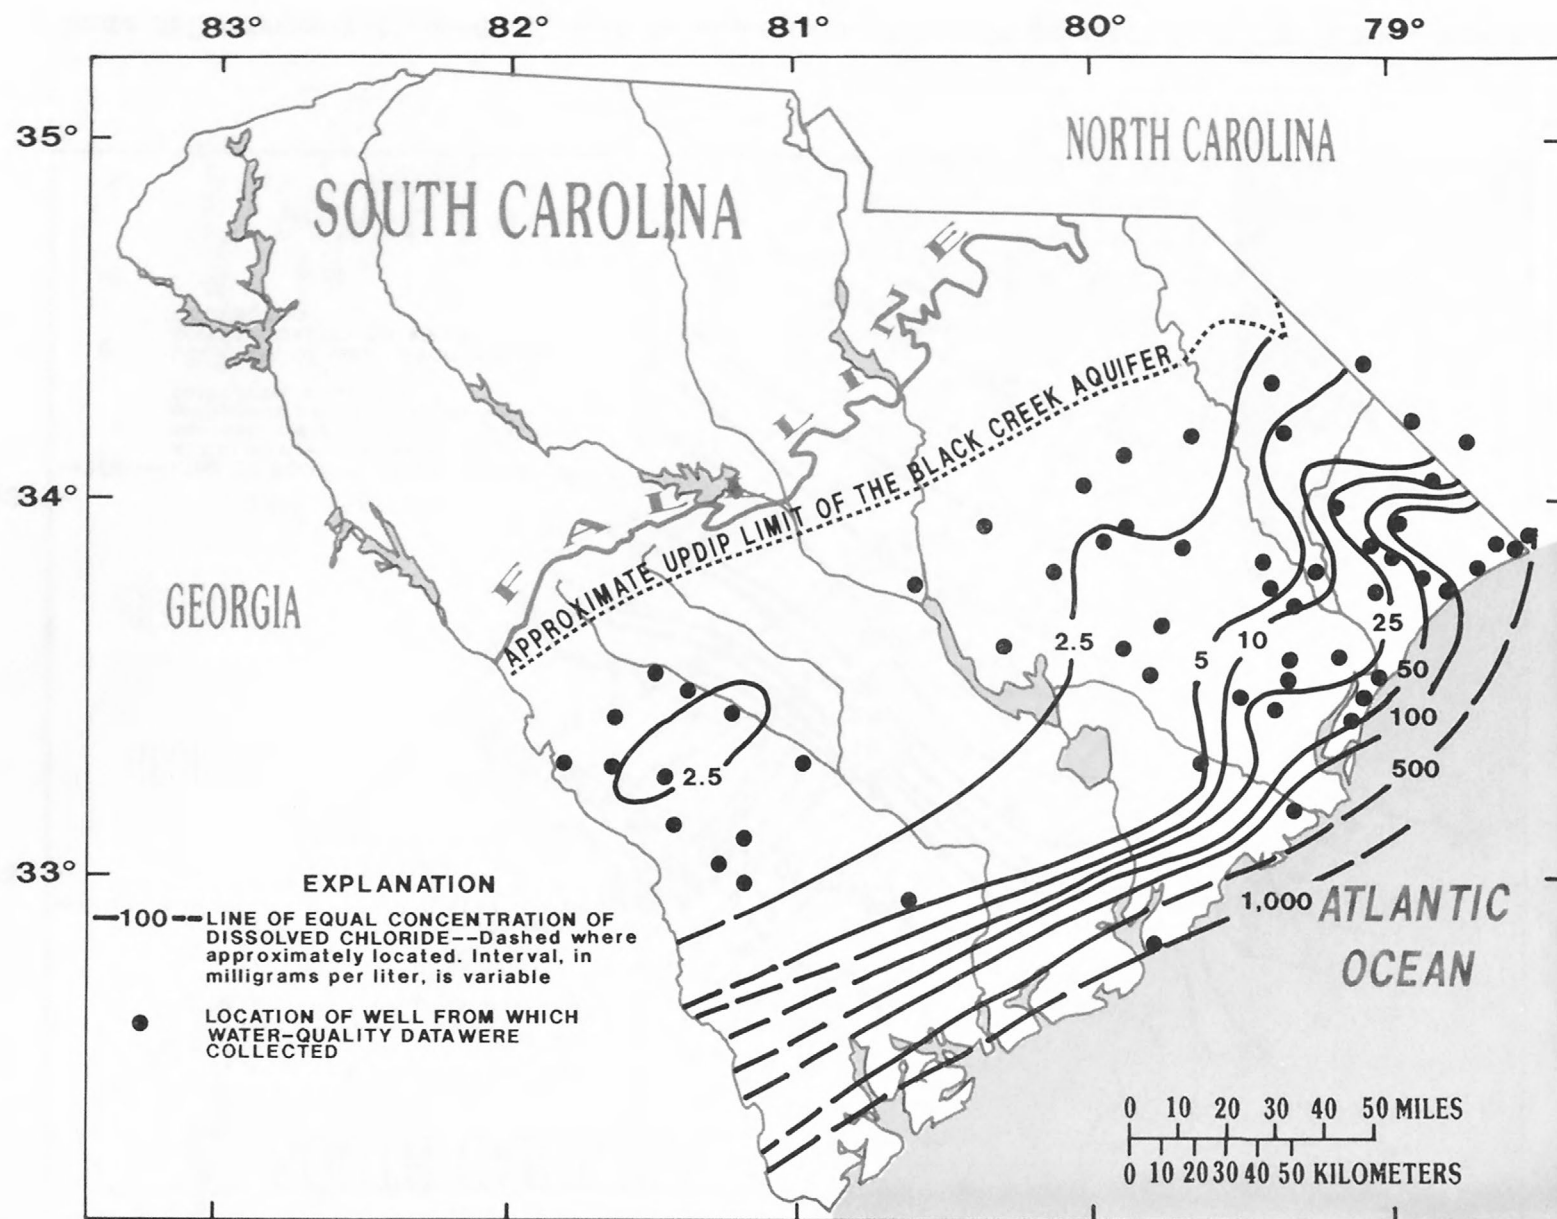 83° 82° 81° 80° 79°
35°
NORTH CAROLINA
SOUTH CAROLINA
FALL LINE
34°
APPROXIMATE UPDIP LIMIT OF THE BLACK CREEK AQUIFER
GEORGIA
2.5
5
10
25
50
100
500
2.5
33°
1,000
ATLANTIC
OCEAN
EXPLANATION
100
LINE OF EQUAL CONCENTRATION OF
DISSOLVED CHLORIDE--Dashed where
approximately located. Interval, in
milligrams per liter, is variable
LOCATION OF WELL FROM WHICH
WATER-QUALITY DATA WERE
COLLECTED
0 10 20 30 40 50 MILES
0 10 20 30 40 50 KILOMETERS